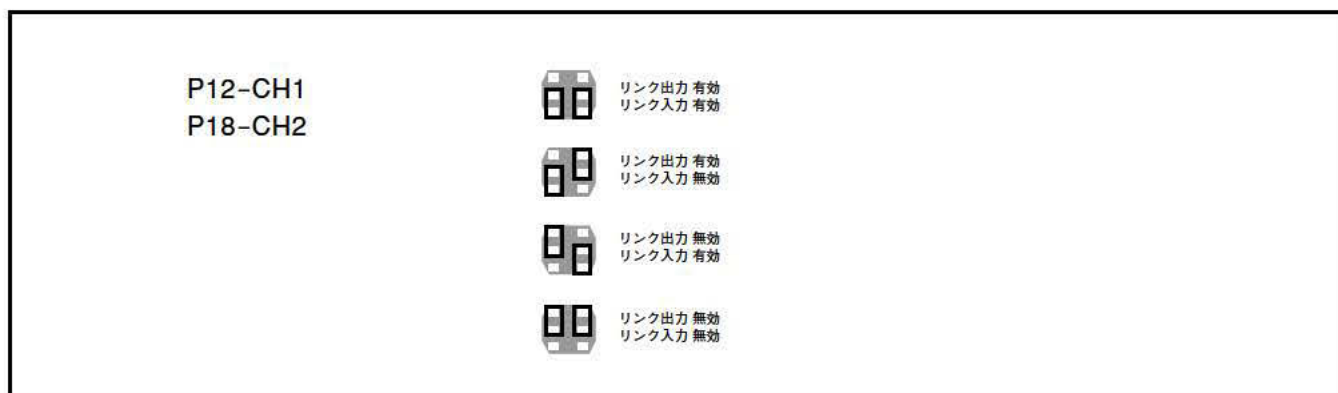 P12-CH1
P18-CH2
リンク出力 有効
リンク入力 有効
リンク出力 有効
リンク入力 無効
リンク出力 無効
リンク入力 有効
リンク出力 無効
リンク入力 無効